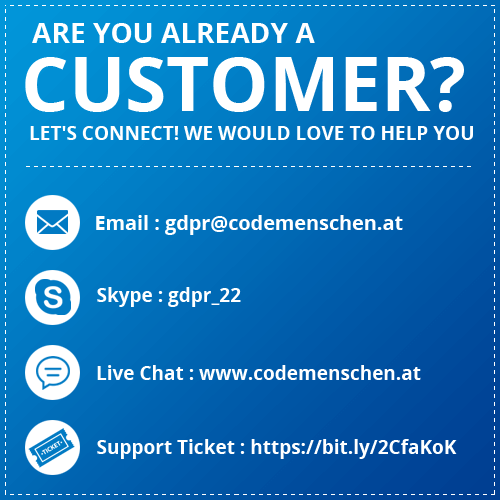 ARE YOU ALREADY A
CUSTOMER?
LET'S CONNECT! WE WOULD LOVE TO HELP YOU
Email : gdpr@codemenschen.at
Skype : gdpr_22
Live Chat : www.codemenschen.at
·TICKET·
Support Ticket : https://bit.ly/2CfaKoK